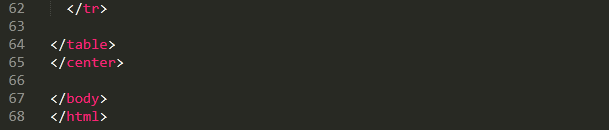 62 </tr>
63
64 </table>
65 </center>
66
67 </body>
68 </html>